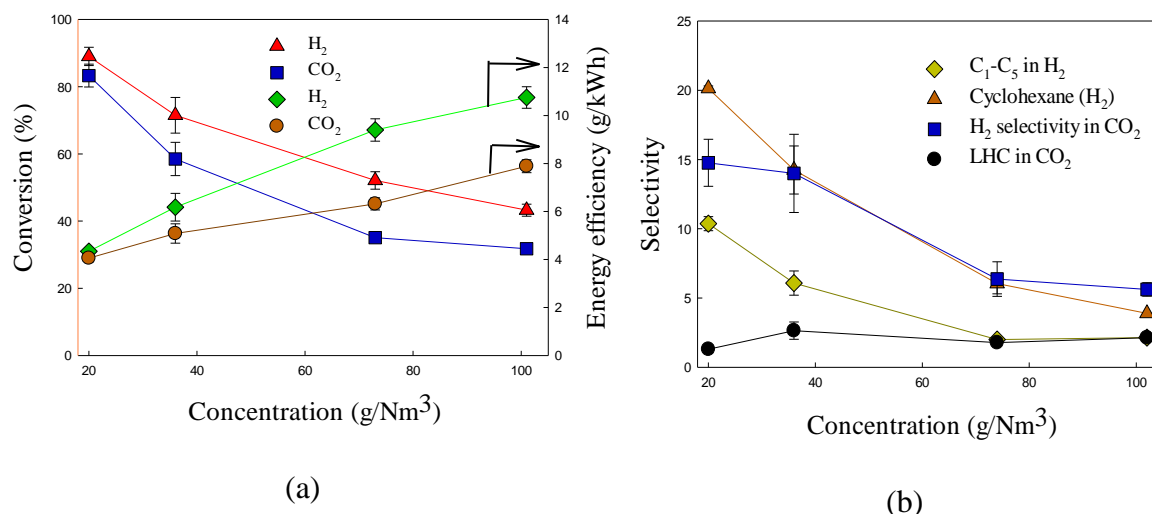 100
80
60
40
20
0
Conversion (%)
H₂
CO₂
H₂
CO₂
14
12
10
8
6
4
2
0
Energy efficiency (g/kWh)
20 40 60 80 100
Concentration (g/Nm³)
(a)
25
20
15
10
5
0
Selectivity
C₁-C₅ in H₂
Cyclohexane (H₂)
H₂ selectivity in CO₂
LHC in CO₂
20 40 60 80 100
Concentration (g/Nm³)
(b)